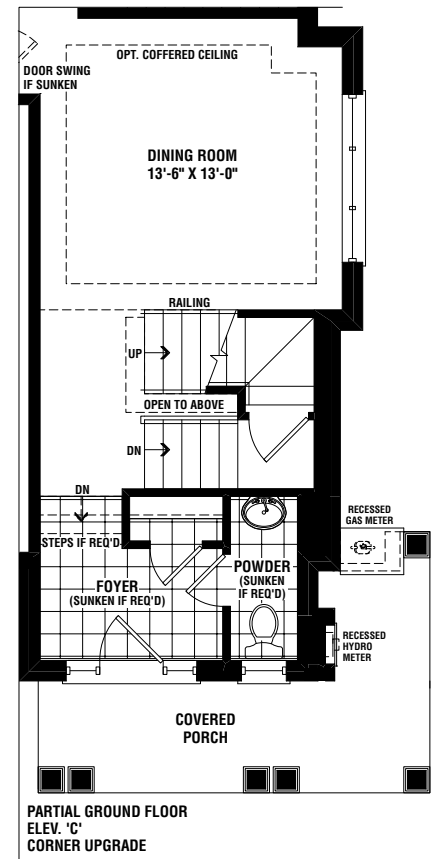 OPT. COFFERED CEILING
DOOR SWING
IF SUNKEN
DINING ROOM
13'-6" X 13'-0"
RAILING
UP
OPEN TO ABOVE
DN
DN
STEPS IF REQ'D
RECESSED
GAS METER
FOYER
(SUNKEN IF REQ'D)
POWDER
(SUNKEN
IF REQ'D)
RECESSED
HYDRO
METER
COVERED
PORCH
PARTIAL GROUND FLOOR
ELEV. 'C'
CORNER UPGRADE